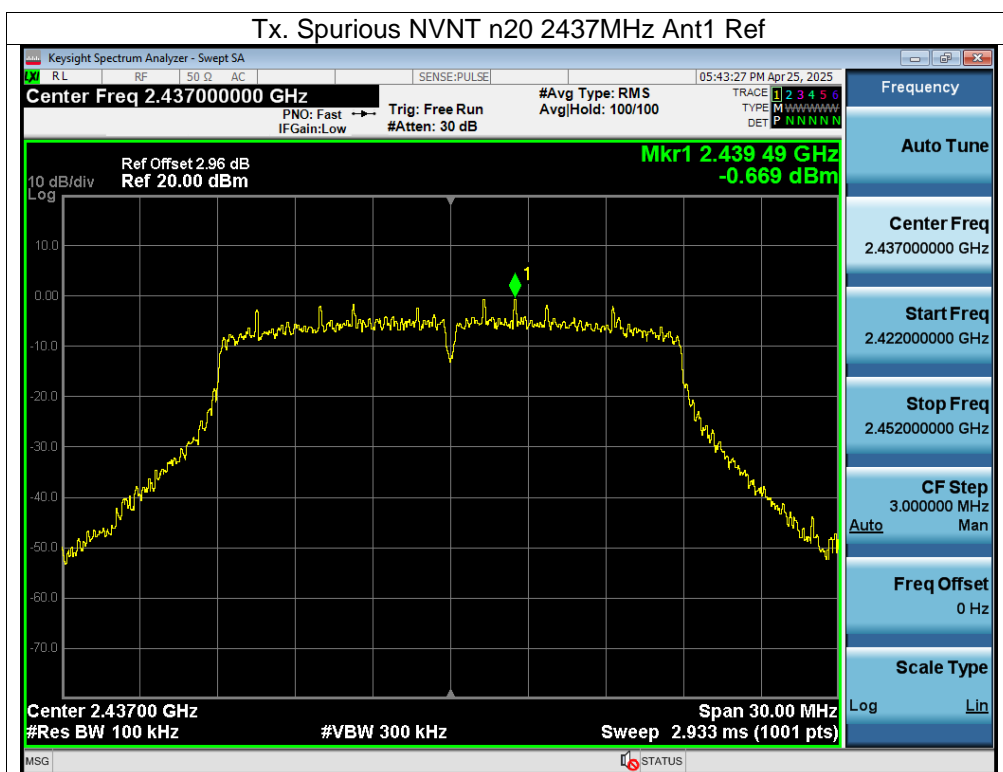 Tx. Spurious NVNT n20 2437MHz Ant1 Ref
Keysight Spectrum Analyzer - Swept SA
LXI RL RF 50 Ω AC SENSE:PULSE 05:43:27 PM Apr 25, 2025
Center Freq 2.437000000 GHz
PNO: Fast
IFGain:Low
Trig: Free Run
#Atten: 30 dB
#Avg Type: RMS
Avg|Hold: 100/100
TRACE 1 2 3 4 5 6
TYPE M W W W W W
DET P N N N N N
Ref Offset 2.96 dB
10 dB/div Ref 20.00 dBm
Log
Mkr1 2.439 49 GHz
-0.669 dBm
10.0
0.00
-10.0
-20.0
-30.0
-40.0
-50.0
-60.0
-70.0
1
Center 2.43700 GHz Span 30.00 MHz
#Res BW 100 kHz #VBW 300 kHz Sweep 2.933 ms (1001 pts)
MSG STATUS
Frequency
Auto Tune
Center Freq
2.437000000 GHz
Start Freq
2.422000000 GHz
Stop Freq
2.452000000 GHz
CF Step
3.000000 MHz
Auto Man
Freq Offset
0 Hz
Scale Type
Log Lin